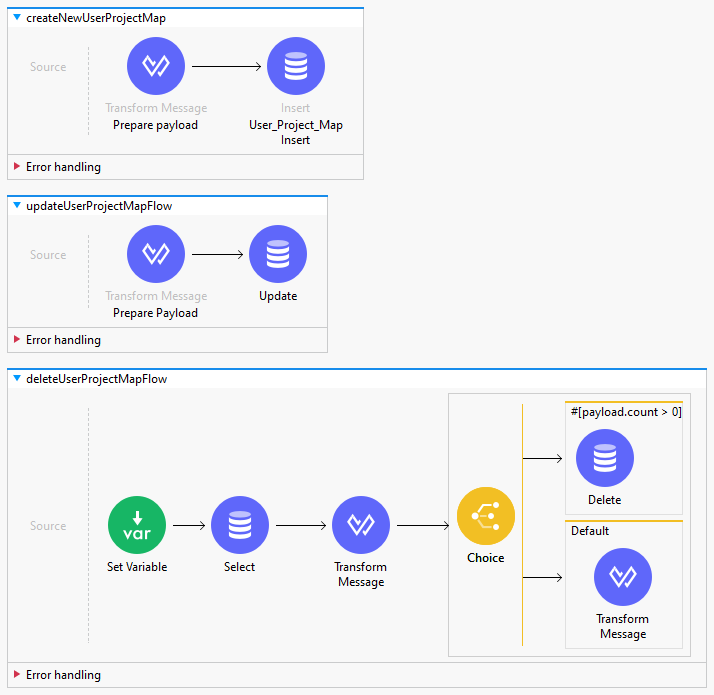 createNewUserProjectMap
Source
Transform Message
Prepare payload
Insert
User_Project_Map
Insert
Error handling
updateUserProjectMapFlow
Source
Transform Message
Prepare Payload
Update
Error handling
deleteUserProjectMapFlow
Source
var
Set Variable
Select
Transform
Message
Choice
#[payload.count > 0]
Delete
Default
Transform
Message
Error handling